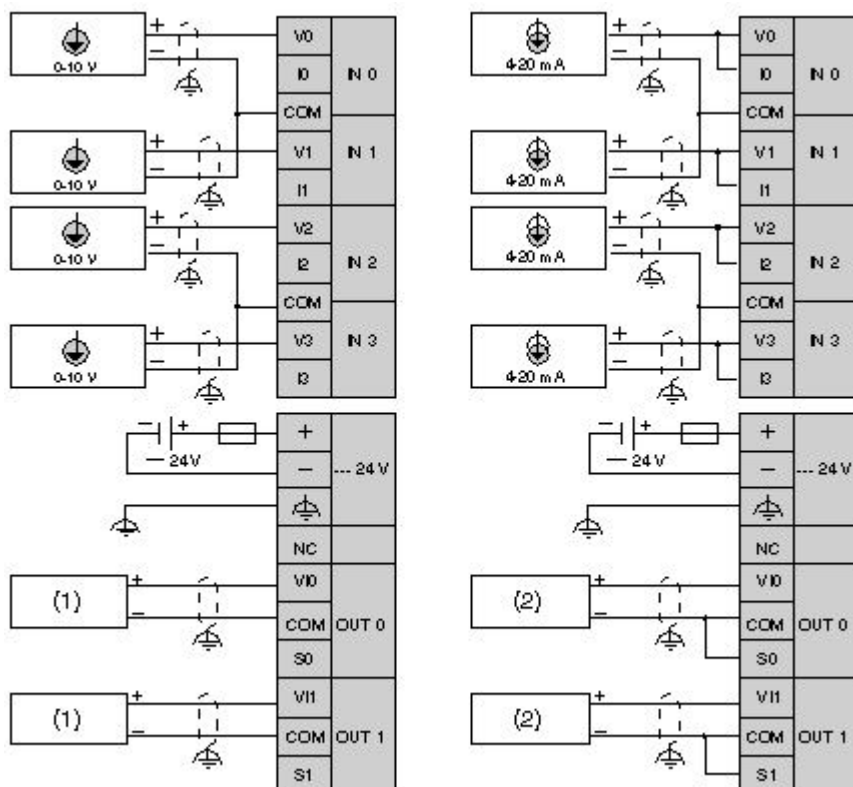 +
V0
−
0-10 V
I0
IN 0
COM
+
V1
IN 1
−
0-10 V
I1
+
V2
−
0-10 V
I2
IN 2
COM
+
V3
IN 3
−
0-10 V
I3
− +
+
− 24V
−
--- 24 V
NC
+
VI0
(1)
−
COM
OUT 0
S0
+
VI1
(1)
−
COM
OUT 1
S1
+
V0
−
4-20 mA
I0
IN 0
COM
+
V1
IN 1
−
4-20 mA
I1
+
V2
−
4-20 mA
I2
IN 2
COM
+
V3
IN 3
−
4-20 mA
I3
− +
+
− 24V
−
--- 24 V
NC
+
VI0
(2)
−
COM
OUT 0
S0
+
VI1
(2)
−
COM
OUT 1
S1